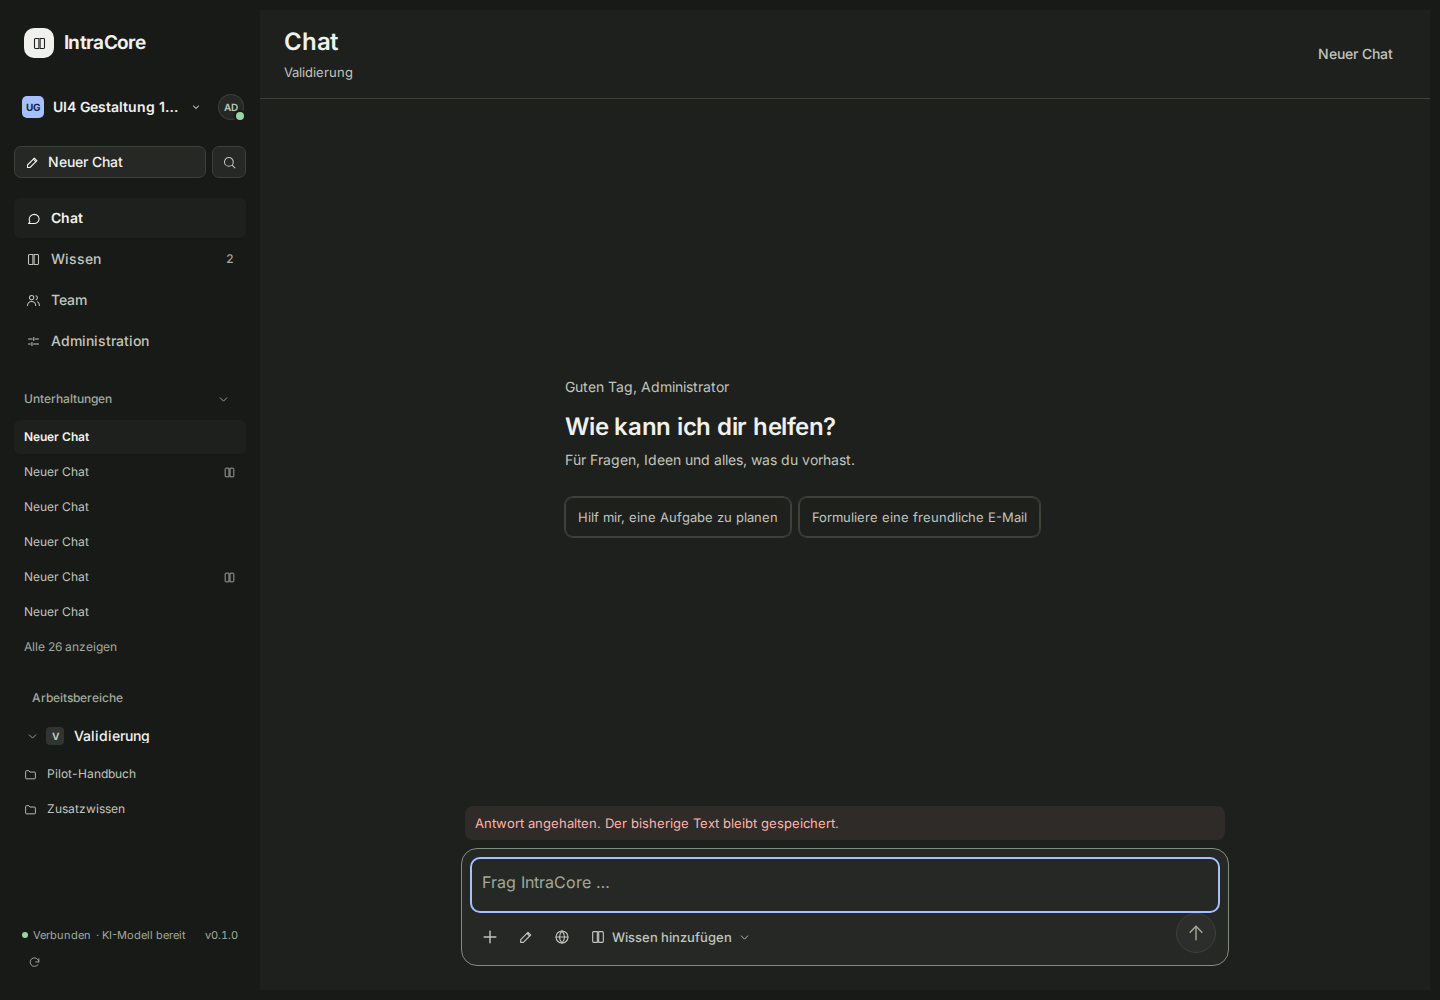 IntraCore
UG UI4 Gestaltung 1... AD
Neuer Chat
Chat
Wissen 2
Team
Administration
Unterhaltungen
Neuer Chat
Neuer Chat
Neuer Chat
Neuer Chat
Neuer Chat
Neuer Chat
Alle 26 anzeigen
Arbeitsbereiche
V Validierung
Pilot-Handbuch
Zusatzwissen
Verbunden · KI-Modell bereit v0.1.0
Chat
Validierung
Neuer Chat
Guten Tag, Administrator
Wie kann ich dir helfen?
Für Fragen, Ideen und alles, was du vorhast.
Hilf mir, eine Aufgabe zu planen
Formuliere eine freundliche E-Mail
Antwort angehalten. Der bisherige Text bleibt gespeichert.
Frag IntraCore ...
Wissen hinzufügen